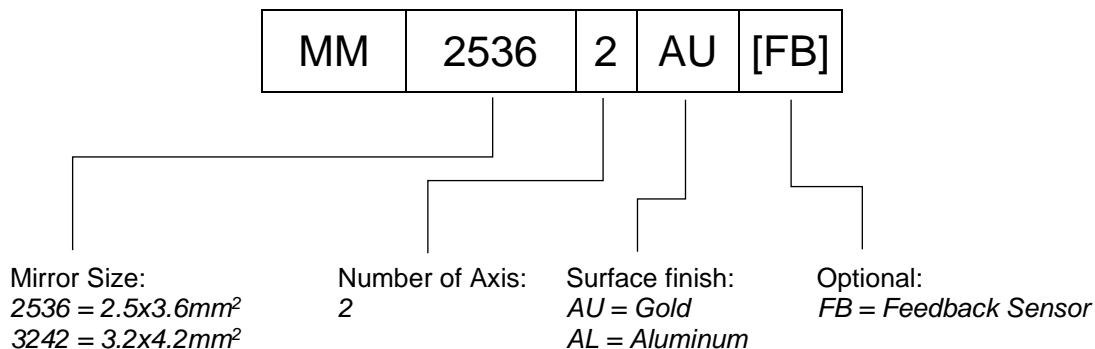 MM 2536 2 AU [FB]
Mirror Size:
2536 = 2.5x3.6mm²
3242 = 3.2x4.2mm²
Number of Axis:
2
Surface finish:
AU = Gold
AL = Aluminum
Optional:
FB = Feedback Sensor